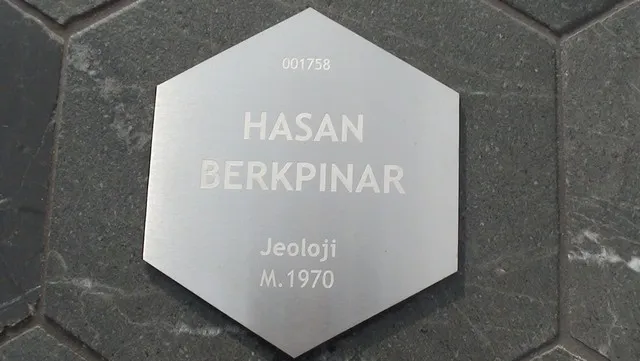 001758
HASAN
BERKPINAR
Jeoloji
M.1970